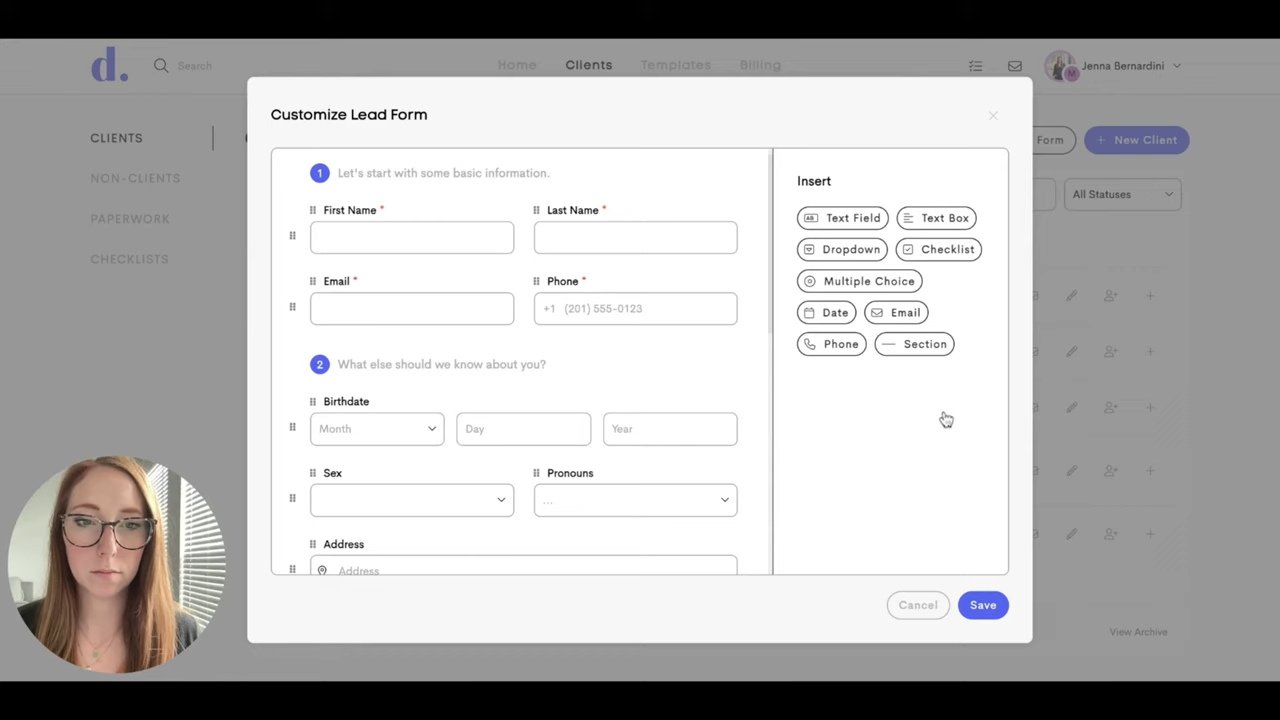 d. Search Home Clients Templates Billing Jenna Bernardini
M
CLIENTS
NON-CLIENTS
PAPERWORK
CHECKLISTS
Form + New Client
All Statuses
Customize Lead Form
1 Let's start with some basic information.
First Name * Last Name *
Email * Phone *
+1 (201) 555-0123
2 What else should we know about you?
Birthdate
Month Day Year
Sex Pronouns
...
Address
Address
Insert
AB Text Field Text Box
Dropdown Checklist
Multiple Choice
Date Email
Phone Section
Cancel Save
View Archive